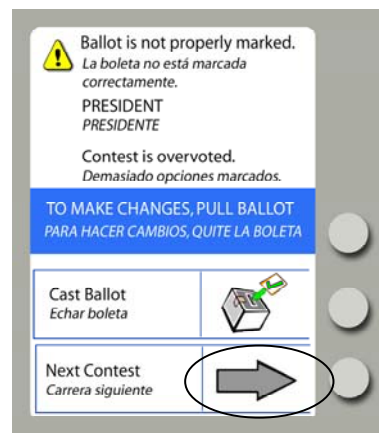 Ballot is not properly marked.
La boleta no está marcada
correctamente.
PRESIDENT
PRESIDENTE
Contest is overvoted.
Demasiado opciones marcados.
TO MAKE CHANGES, PULL BALLOT
PARA HACER CAMBIOS, QUITE LA BOLETA
Cast Ballot
Echar boleta
Next Contest
Carrera siguiente